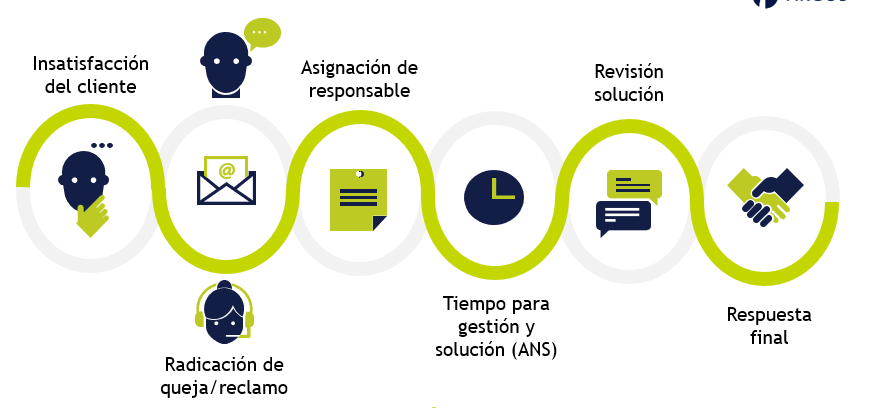 Insatisfacción
del cliente
@
Radicación de
queja/reclamo
Asignación de
responsable
Tiempo para
gestión y
solución (ANS)
Revisión
solución
Respuesta
final